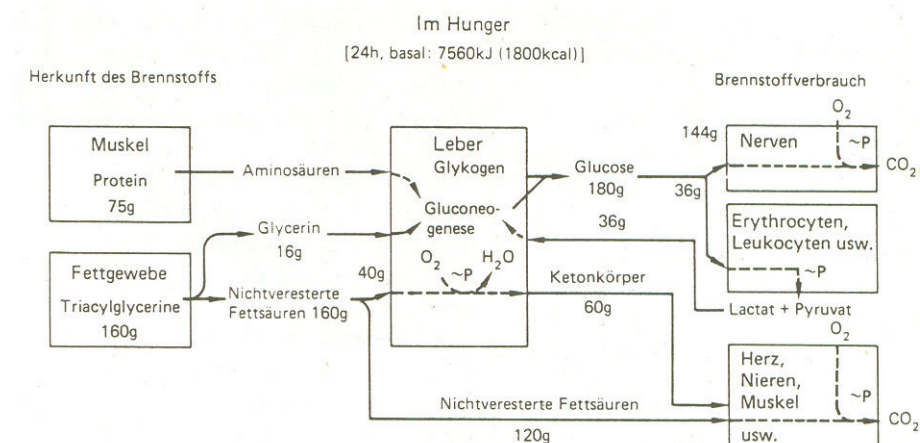 Im Hunger
[24h, basal: 7560kJ (1800kcal)]
Herkunft des Brennstoffs
Brennstoffverbrauch
Muskel
Protein
75g
Aminosäuren
Leber
Glykogen
Gluconeo-
genese
Glucose
180g
144g
36g
36g
O₂
Nerven
~P
CO₂
Erythrocyten,
Leukocyten usw.
~P
Lactat + Pyruvat
Glycerin
16g
Fettgewebe
Triacylglycerine
160g
Nichtveresterte
Fettsäuren 160g
40g
O₂
~P
H₂O
Ketonkörper
60g
O₂
Herz,
Nieren,
Muskel
usw.
~P
CO₂
Nichtveresterte Fettsäuren
120g